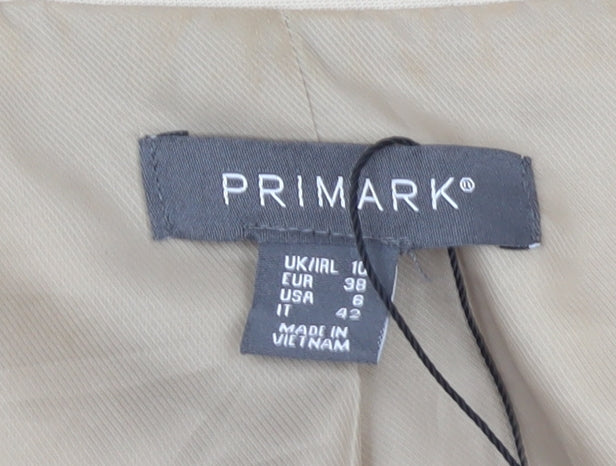 PRIMARK®
UK/IRL 10
EUR 38
USA 6
IT 42
MADE IN
VIETNAM